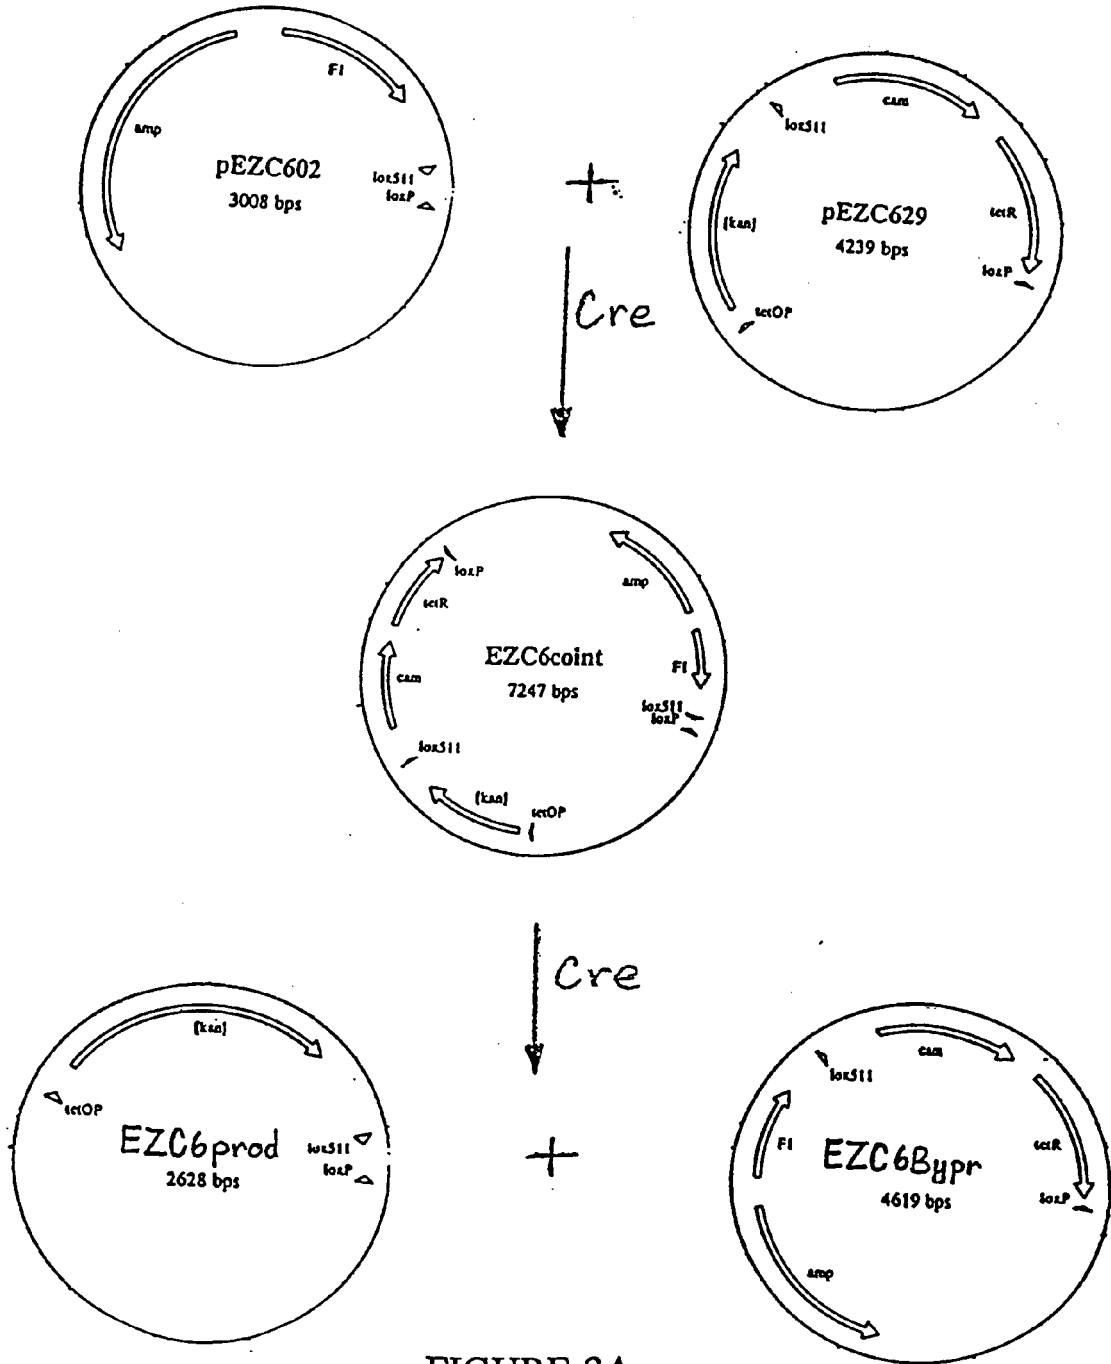 F1
amp
pEZC602
3008 bps
lox511
loxP
+
cam
lox511
[kan]
pEZC629
4239 bps
tetR
loxP
tetOP
Cre
loxP
tetR
amp
EZC6coint
7247 bps
cam
F1
lox511
loxP
lox511
[kan]
tetOP
Cre
[kan]
tetOP
EZC6prod
2628 bps
lox511
loxP
+
cam
lox511
F1
EZC6Bypr
4619 bps
tetR
loxP
amp